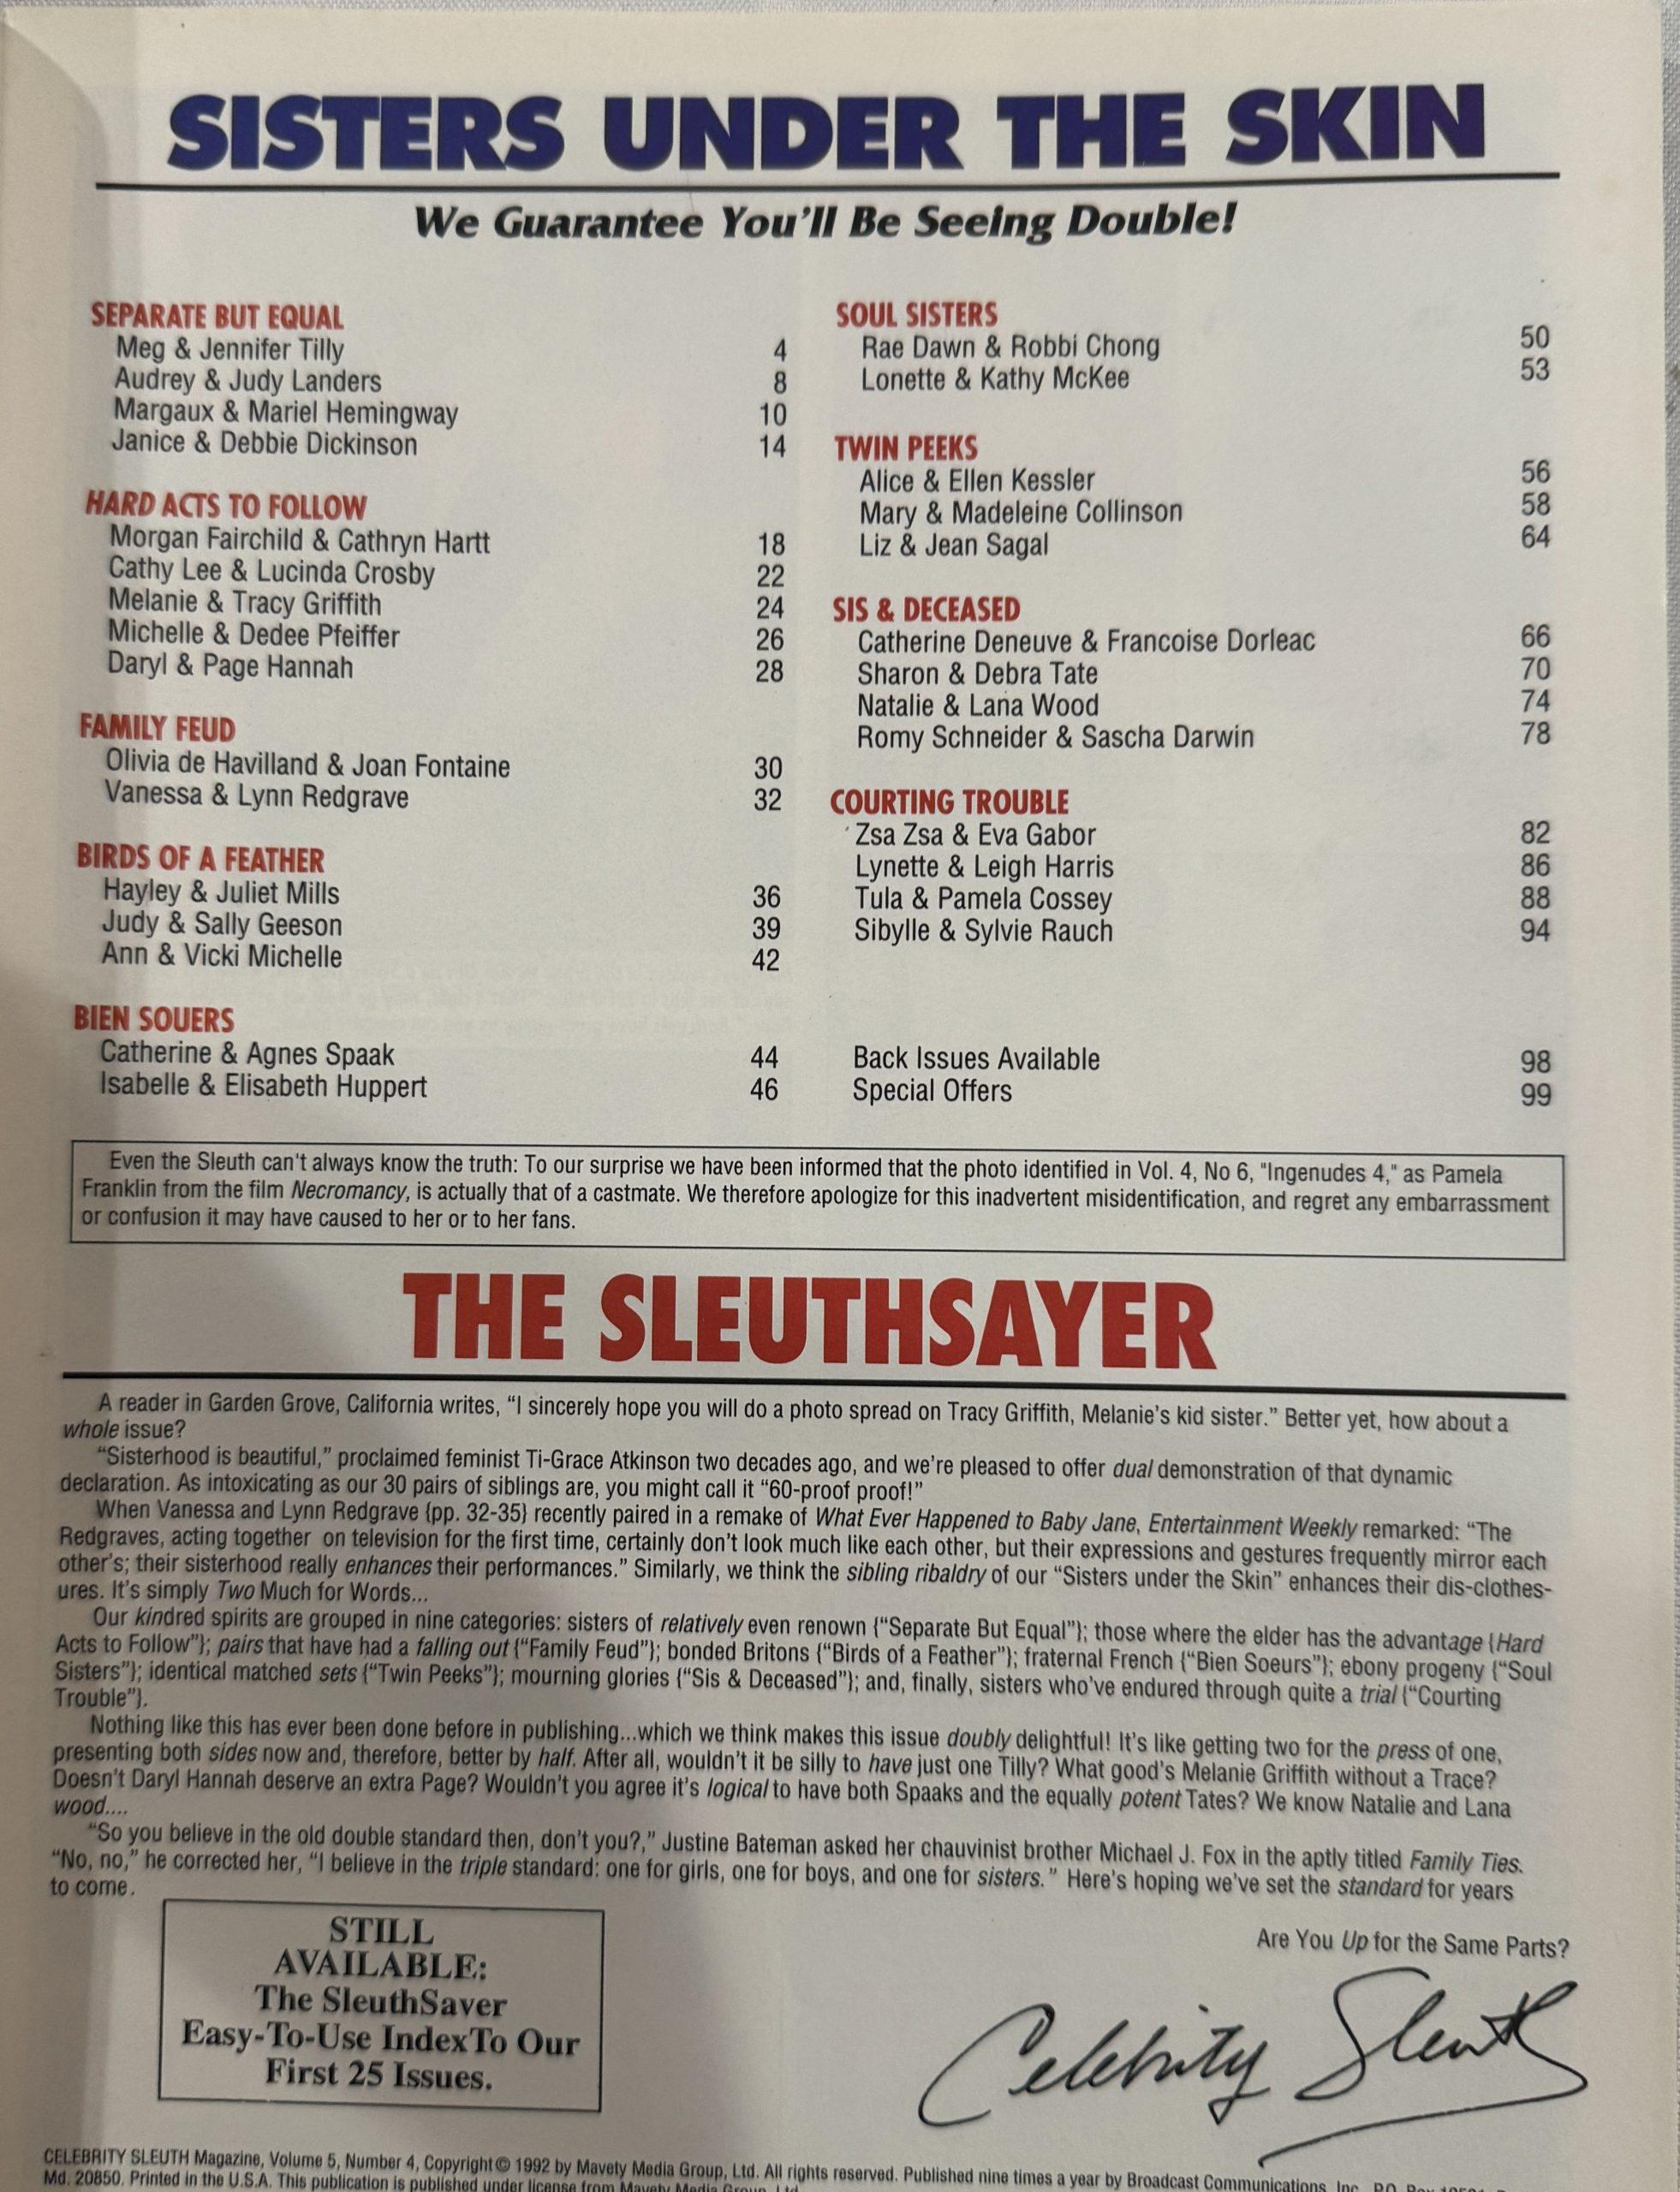 SISTERS UNDER THE SKIN
We Guarantee You'll Be Seeing Double!
SEPARATE BUT EQUAL
Meg & Jennifer Tilly 4
Audrey & Judy Landers 8
Margaux & Mariel Hemingway 10
Janice & Debbie Dickinson 14
HARD ACTS TO FOLLOW
Morgan Fairchild & Cathryn Hartt 18
Cathy Lee & Lucinda Crosby 22
Melanie & Tracy Griffith 24
Michelle & Dedee Pfeiffer 26
Daryl & Page Hannah 28
FAMILY FEUD
Olivia de Havilland & Joan Fontaine 30
Vanessa & Lynn Redgrave 32
BIRDS OF A FEATHER
Hayley & Juliet Mills 36
Judy & Sally Geeson 39
Ann & Vicki Michelle 42
BIEN SOUERS
Catherine & Agnes Spaak 44
Isabelle & Elisabeth Huppert 46
SOUL SISTERS
Rae Dawn & Robbi Chong 50
Lonette & Kathy McKee 53
TWIN PEEKS
Alice & Ellen Kessler 56
Mary & Madeleine Collinson 58
Liz & Jean Sagal 64
SIS & DECEASED
Catherine Deneuve & Francoise Dorleac 66
Sharon & Debra Tate 70
Natalie & Lana Wood 74
Romy Schneider & Sascha Darwin 78
COURTING TROUBLE
Zsa Zsa & Eva Gabor 82
Lynette & Leigh Harris 86
Tula & Pamela Cossey 88
Sibylle & Sylvie Rauch 94
Back Issues Available 98
Special Offers 99
Even the Sleuth can't always know the truth: To our surprise we have been informed that the photo identified in Vol. 4, No 6, "Ingenudes 4," as Pamela
Franklin from the film Necromancy, is actually that of a castmate. We therefore apologize for this inadvertent misidentification, and regret any embarrassment
or confusion it may have caused to her or to her fans.
THE SLEUTHSAYER
A reader in Garden Grove, California writes, "I sincerely hope you will do a photo spread on Tracy Griffith, Melanie's kid sister." Better yet, how about a
whole issue?
"Sisterhood is beautiful," proclaimed feminist Ti-Grace Atkinson two decades ago, and we're pleased to offer dual demonstration of that dynamic
declaration. As intoxicating as our 30 pairs of siblings are, you might call it "60-proof proof!"
When Vanessa and Lynn Redgrave {pp. 32-35} recently paired in a remake of What Ever Happened to Baby Jane, Entertainment Weekly remarked: "The
Redgraves, acting together on television for the first time, certainly don't look much like each other, but their expressions and gestures frequently mirror each
other's; their sisterhood really enhances their performances." Similarly, we think the sibling ribaldry of our "Sisters under the Skin" enhances their dis-clothes-
ures. It's simply Two Much for Words...
Our kindred spirits are grouped in nine categories: sisters of relatively even renown {"Separate But Equal"}; those where the elder has the advantage {Hard
Acts to Follow"}; pairs that have had a falling out {"Family Feud"}; bonded Britons {"Birds of a Feather"}; fraternal French {"Bien Soeurs"}; ebony progeny {"Soul
Sisters"}; identical matched sets {"Twin Peeks"}; mourning glories {"Sis & Deceased"}; and, finally, sisters who've endured through quite a trial {"Courting
Trouble"}.
Nothing like this has ever been done before in publishing...which we think makes this issue doubly delightful! It's like getting two for the press of one,
presenting both sides now and, therefore, better by half. After all, wouldn't it be silly to have just one Tilly? What good's Melanie Griffith without a Trace?
Doesn't Daryl Hannah deserve an extra Page? Wouldn't you agree it's logical to have both Spaaks and the equally potent Tates? We know Natalie and Lana
wood....
"So you believe in the old double standard then, don't you?," Justine Bateman asked her chauvinist brother Michael J. Fox in the aptly titled Family Ties.
"No, no," he corrected her, "I believe in the triple standard: one for girls, one for boys, and one for sisters." Here's hoping we've set the standard for years
to come.
Are You Up for the Same Parts?
Celebrity Sleuth
STILL
AVAILABLE:
The SleuthSaver
Easy-To-Use IndexTo Our
First 25 Issues.
CELEBRITY SLEUTH Magazine, Volume 5, Number 4, Copyright © 1992 by Mavety Media Group, Ltd. All rights reserved. Published nine times a year by Broadcast Communications, Inc., P.O. Box
Md. 20850. Printed in the U.S.A. This publication is published under license from Mavety Media Group, Ltd.